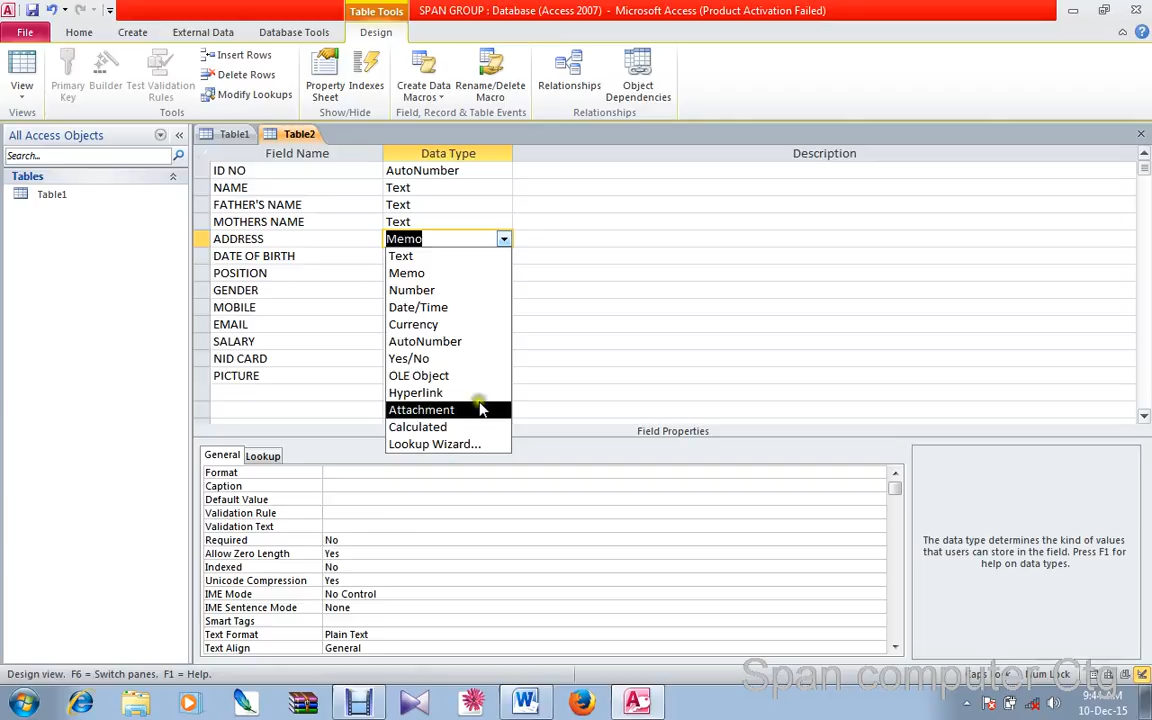 Table Tools
SPAN GROUP : Database (Access 2007) - Microsoft Access (Product Activation Failed)
File Home Create External Data Database Tools Design
View
Primary Key
Builder
Test Validation Rules
Insert Rows
Delete Rows
Modify Lookups
Property Sheet
Indexes
Create Data Macros
Rename/Delete Macro
Relationships
Object Dependencies
Views Tools Show/Hide Field, Record & Table Events Relationships
All Access Objects
Search...
Tables
Table1
Table1 Table2
Field Name Data Type Description
ID NO AutoNumber
NAME Text
FATHER'S NAME Text
MOTHERS NAME Text
ADDRESS Memo
DATE OF BIRTH
POSITION
GENDER
MOBILE
EMAIL
SALARY
NID CARD
PICTURE
Text
Memo
Number
Date/Time
Currency
AutoNumber
Yes/No
OLE Object
Hyperlink
Attachment
Calculated
Lookup Wizard...
Field Properties
General Lookup
Format
Caption
Default Value
Validation Rule
Validation Text
Required No
Allow Zero Length Yes
Indexed No
Unicode Compression Yes
IME Mode No Control
IME Sentence Mode None
Smart Tags
Text Format Plain Text
Text Align General
The data type determines the kind of values
that users can store in the field. Press F1 for
help on data types.
Design view. F6 = Switch panes. F1 = Help.
Num Lock
Span computer Ctg
10-Dec-15